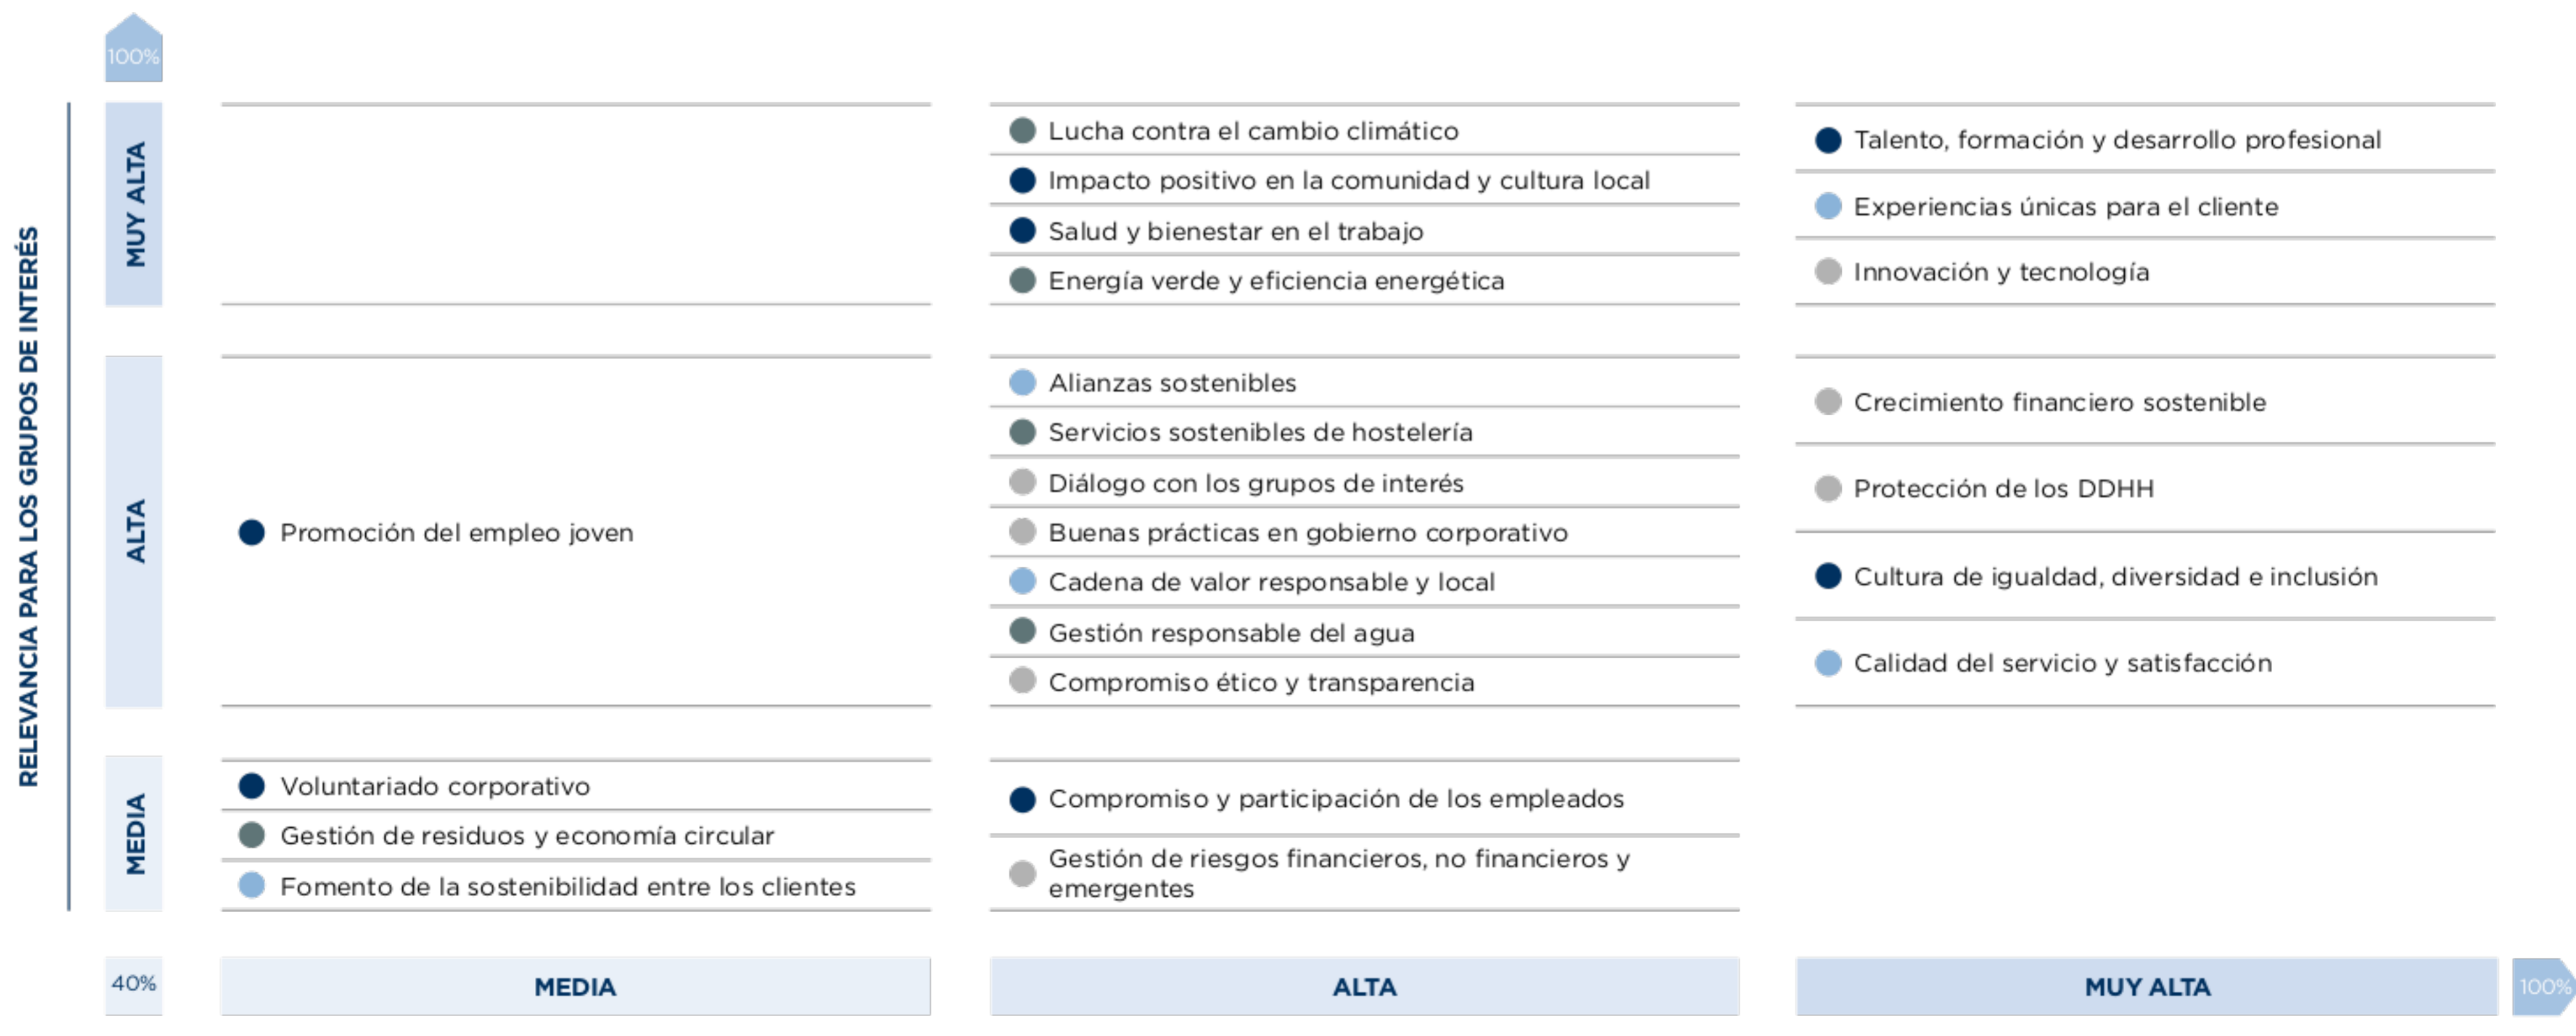 100%
RELEVANCIA PARA LOS GRUPOS DE INTERÉS
MUY ALTA
Lucha contra el cambio climático
Impacto positivo en la comunidad y cultura local
Salud y bienestar en el trabajo
Energía verde y eficiencia energética
Talento, formación y desarrollo profesional
Experiencias únicas para el cliente
Innovación y tecnología
ALTA
Promoción del empleo joven
Alianzas sostenibles
Servicios sostenibles de hostelería
Diálogo con los grupos de interés
Buenas prácticas en gobierno corporativo
Cadena de valor responsable y local
Gestión responsable del agua
Compromiso ético y transparencia
Crecimiento financiero sostenible
Protección de los DDHH
Cultura de igualdad, diversidad e inclusión
Calidad del servicio y satisfacción
MEDIA
Voluntariado corporativo
Gestión de residuos y economía circular
Fomento de la sostenibilidad entre los clientes
Compromiso y participación de los empleados
Gestión de riesgos financieros, no financieros y
emergentes
40%
MEDIA
ALTA
MUY ALTA
100%